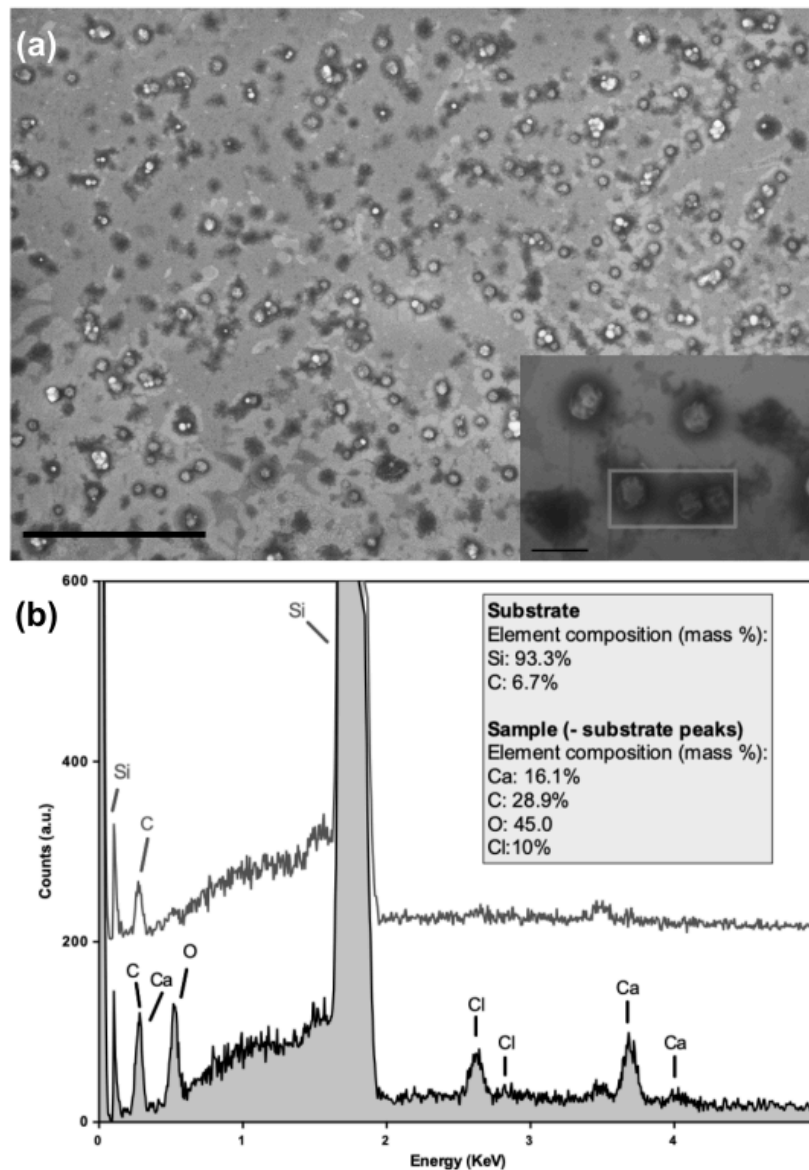 (a)
(b)
600
400
200
0
Counts (a.u.)
0
1
2
3
4
Energy (KeV)
Si
Si
C
C
Ca
O
Cl
Cl
Ca
Ca
Substrate
Element composition (mass %):
Si: 93.3%
C: 6.7%
Sample (- substrate peaks)
Element composition (mass %):
Ca: 16.1%
C: 28.9%
O: 45.0
Cl:10%